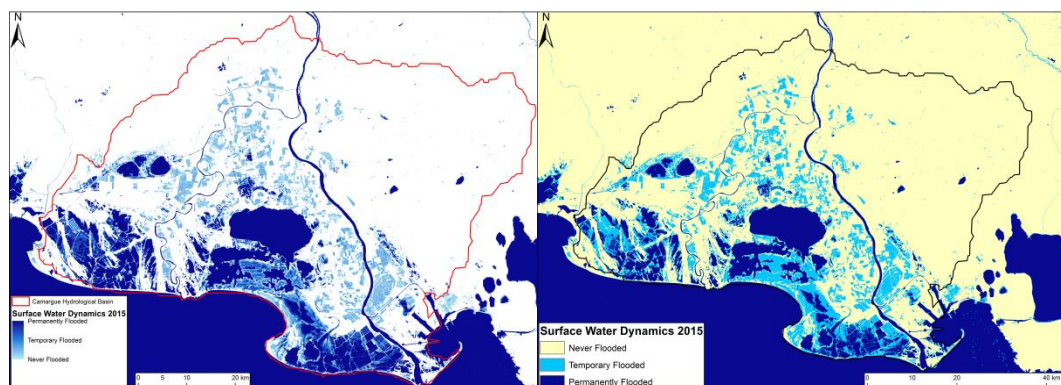 N
Camargue Hydrological Basin
Surface Water Dynamics 2015
Permanently Flooded
Temporary Flooded
Never Flooded
0 5 10 20 km
N
Surface Water Dynamics 2015
Never Flooded
Temporary Flooded
Permanently Flooded
0 10 20 40 km